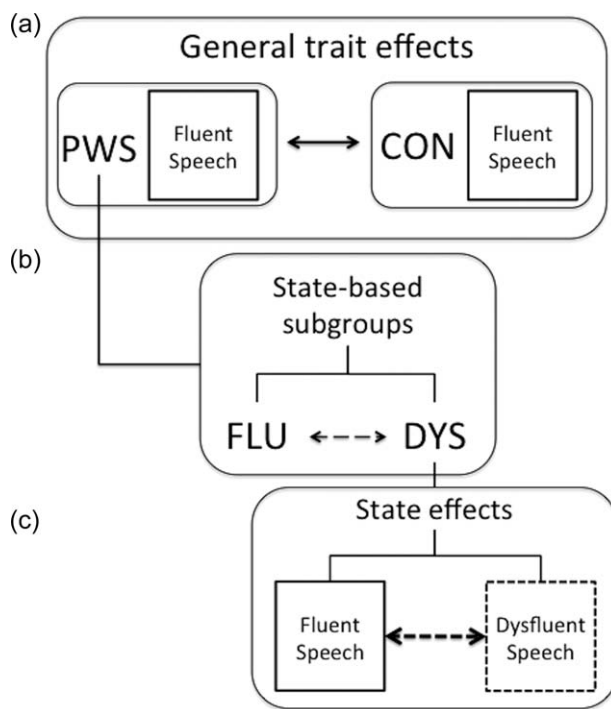 (a)
General trait effects
PWS
Fluent
Speech
CON
Fluent
Speech
(b)
State-based
subgroups
FLU
DYS
(c)
State effects
Fluent
Speech
Dysfluent
Speech